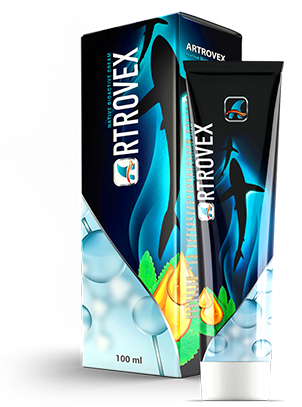 ARTROVEX
NATIVE BIOACTIVE CREAM
RTROVEX
100 ml
RTROVEX